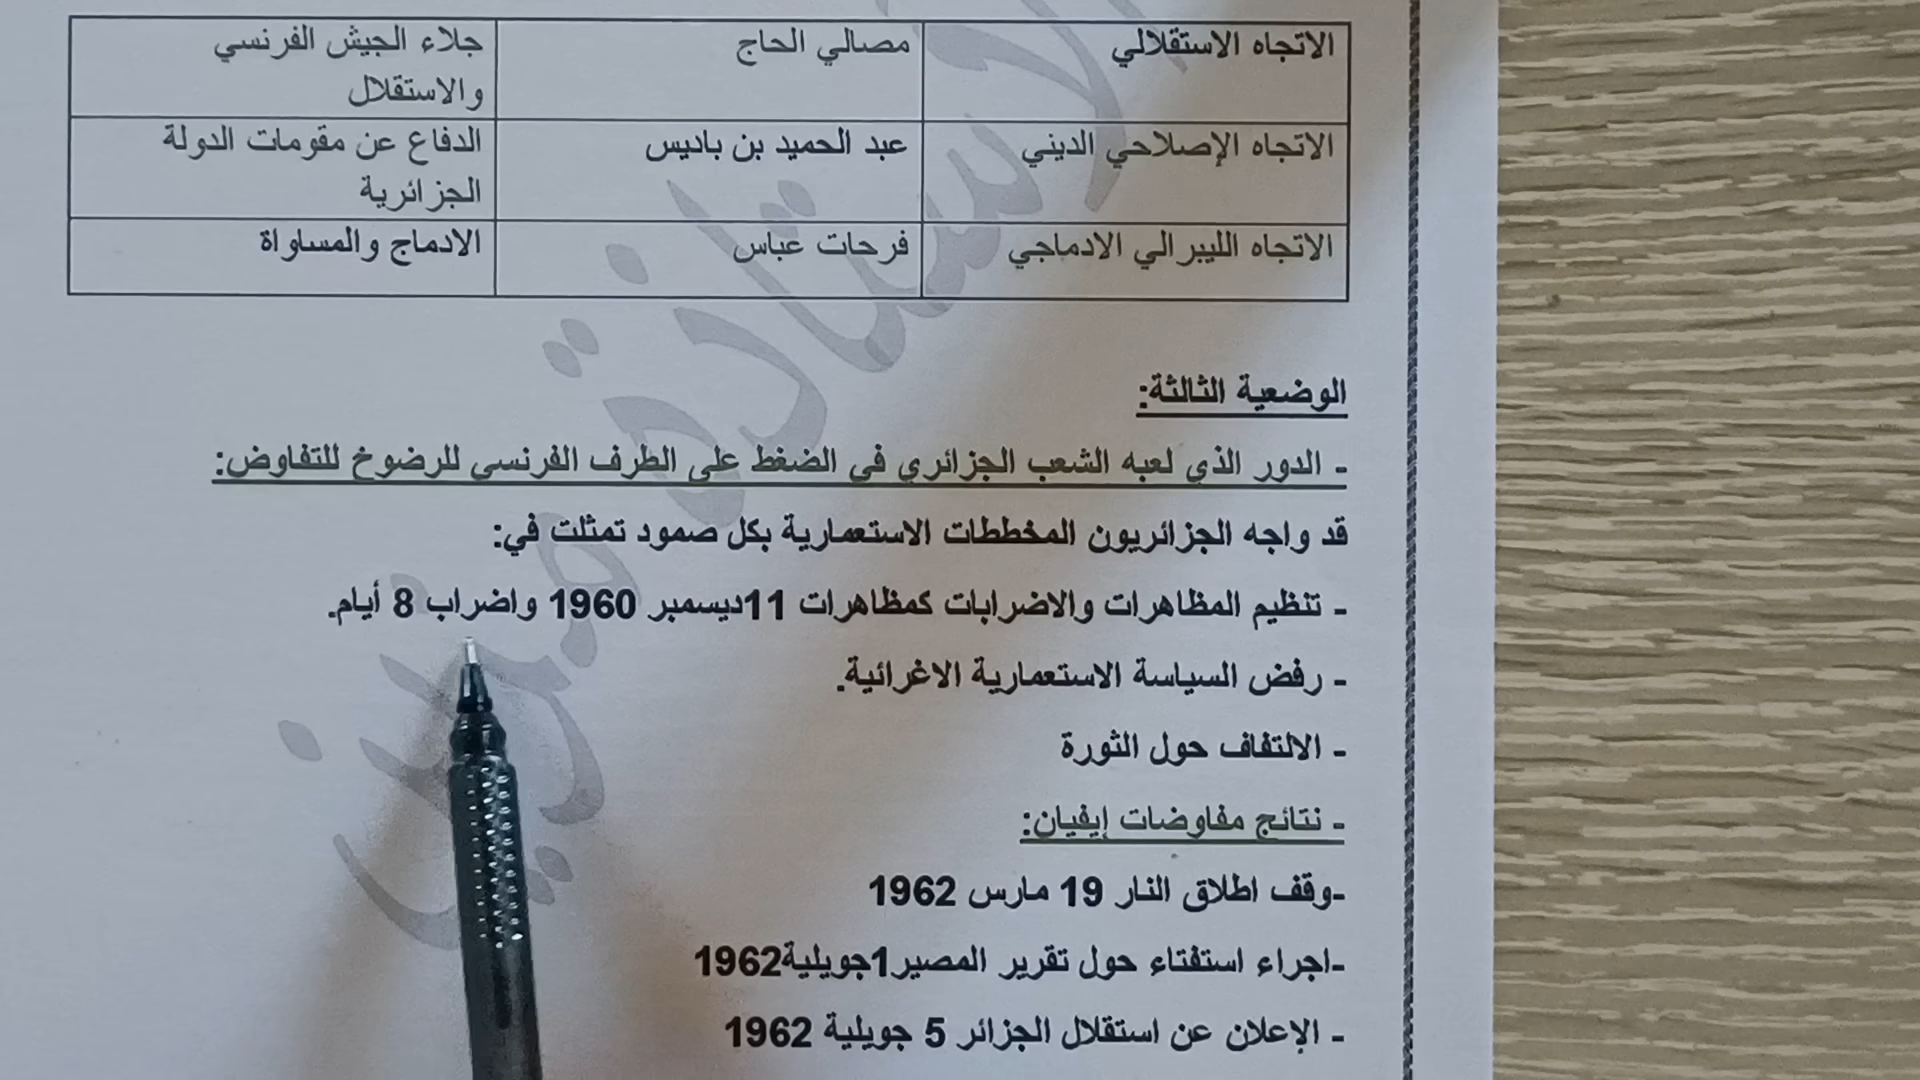 الاتجاه الاستقلالي مصالي الحاج جلاء الجيش الفرنسي
والاستقلال
الاتجاه الإصلاحي الديني عبد الحميد بن باديس الدفاع عن مقومات الدولة
الجزائرية
الاتجاه الليبرالي الادماجي فرحات عباس الادماج والمساواة
الوضعية الثالثة:
- الدور الذي لعبه الشعب الجزائري في الضغط على الطرف الفرنسي للرضوخ للتفاوض:
قد واجه الجزائريون المخططات الاستعمارية بكل صمود تمثلت في:
- تنظيم المظاهرات والاضرابات كمظاهرات 11ديسمبر 1960 واضراب 8 أيام.
- رفض السياسة الاستعمارية الاغرائية.
- الالتفاف حول الثورة
- نتائج مفاوضات إيفيان:
-وقف اطلاق النار 19 مارس 1962
-اجراء استفتاء حول تقرير المصير1جويلية1962
- الإعلان عن استقلال الجزائر 5 جويلية 1962